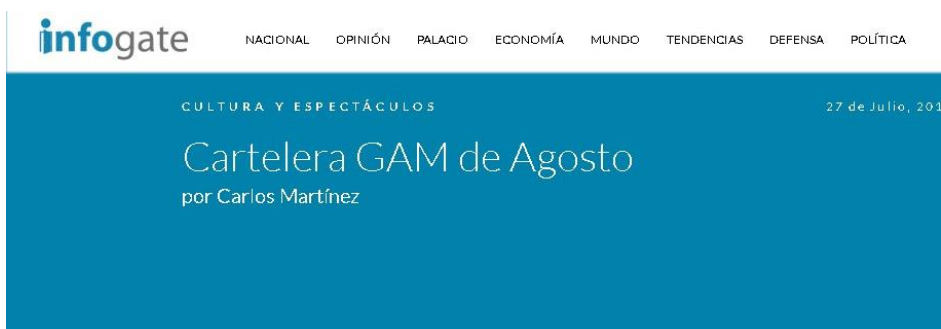 infogate
NACIONAL OPINIÓN PALACIO ECONOMÍA MUNDO TENDENCIAS DEFENSA POLÍTICA
CULTURA Y ESPECTÁCULOS
27 de Julio, 201
Cartelera GAM de Agosto
por Carlos Martínez